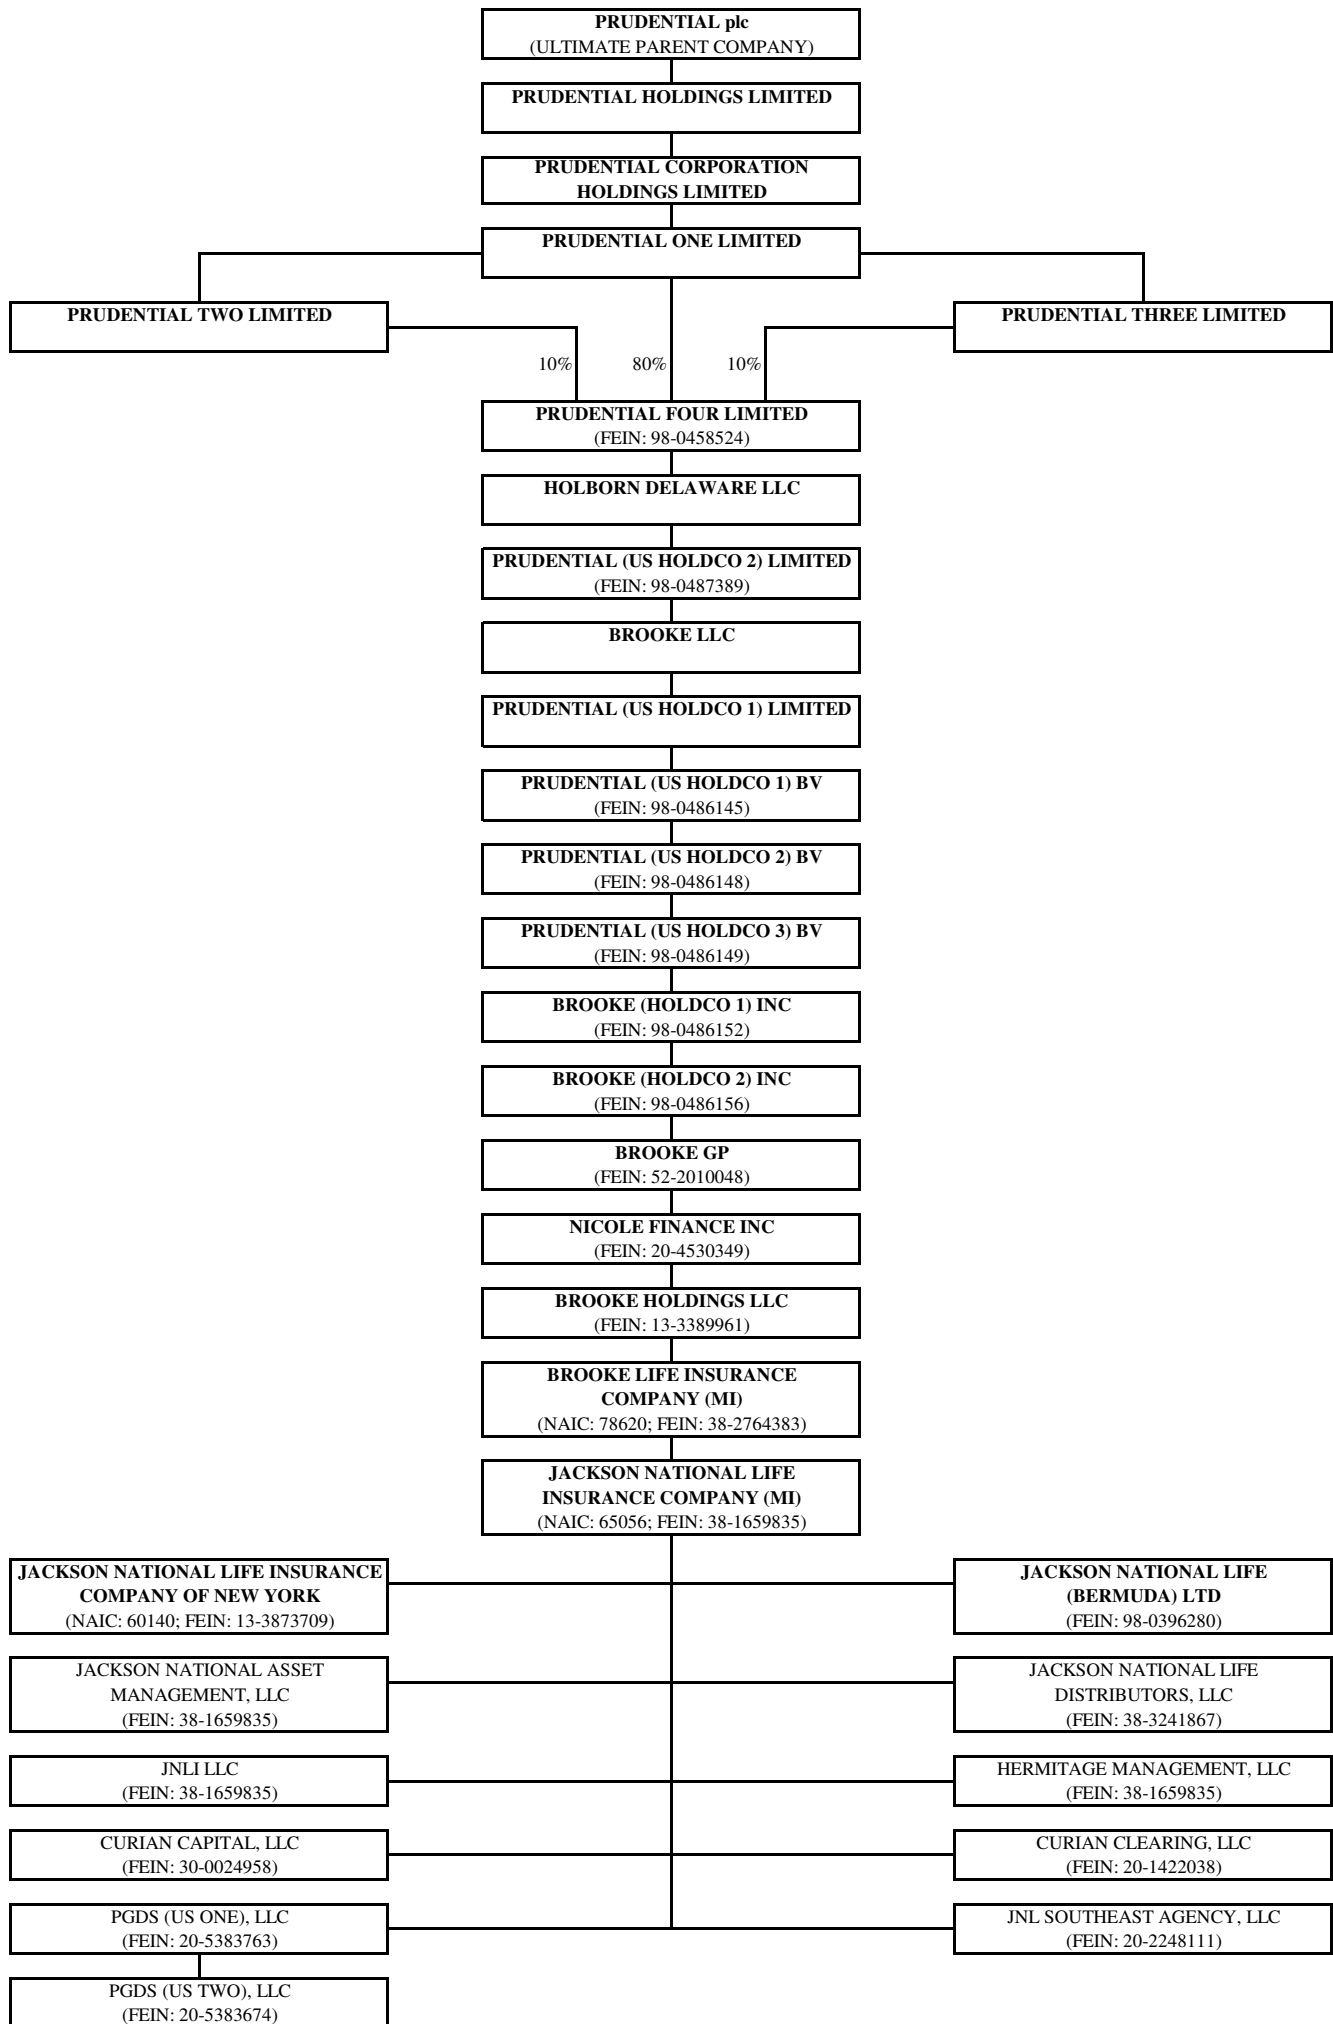 PRUDENTIAL plc
(ULTIMATE PARENT COMPANY)
PRUDENTIAL HOLDINGS LIMITED
PRUDENTIAL CORPORATION
HOLDINGS LIMITED
PRUDENTIAL ONE LIMITED
PRUDENTIAL TWO LIMITED
PRUDENTIAL THREE LIMITED
10%
80%
10%
PRUDENTIAL FOUR LIMITED
(FEIN: 98-0458524)
HOLBORN DELAWARE LLC
PRUDENTIAL (US HOLDCO 2) LIMITED
(FEIN: 98-0487389)
BROOKE LLC
PRUDENTIAL (US HOLDCO 1) LIMITED
PRUDENTIAL (US HOLDCO 1) BV
(FEIN: 98-0486145)
PRUDENTIAL (US HOLDCO 2) BV
(FEIN: 98-0486148)
PRUDENTIAL (US HOLDCO 3) BV
(FEIN: 98-0486149)
BROOKE (HOLDCO 1) INC
(FEIN: 98-0486152)
BROOKE (HOLDCO 2) INC
(FEIN: 98-0486156)
BROOKE GP
(FEIN: 52-2010048)
NICOLE FINANCE INC
(FEIN: 20-4530349)
BROOKE HOLDINGS LLC
(FEIN: 13-3389961)
BROOKE LIFE INSURANCE
COMPANY (MI)
(NAIC: 78620; FEIN: 38-2764383)
JACKSON NATIONAL LIFE
INSURANCE COMPANY (MI)
(NAIC: 65056; FEIN: 38-1659835)
JACKSON NATIONAL LIFE INSURANCE
COMPANY OF NEW YORK
(NAIC: 60140; FEIN: 13-3873709)
JACKSON NATIONAL LIFE
(BERMUDA) LTD
(FEIN: 98-0396280)
JACKSON NATIONAL ASSET
MANAGEMENT, LLC
(FEIN: 38-1659835)
JACKSON NATIONAL LIFE
DISTRIBUTORS, LLC
(FEIN: 38-3241867)
JNLI LLC
(FEIN: 38-1659835)
HERMITAGE MANAGEMENT, LLC
(FEIN: 38-1659835)
CURIAN CAPITAL, LLC
(FEIN: 30-0024958)
CURIAN CLEARING, LLC
(FEIN: 20-1422038)
PGDS (US ONE), LLC
(FEIN: 20-5383763)
JNL SOUTHEAST AGENCY, LLC
(FEIN: 20-2248111)
PGDS (US TWO), LLC
(FEIN: 20-5383674)